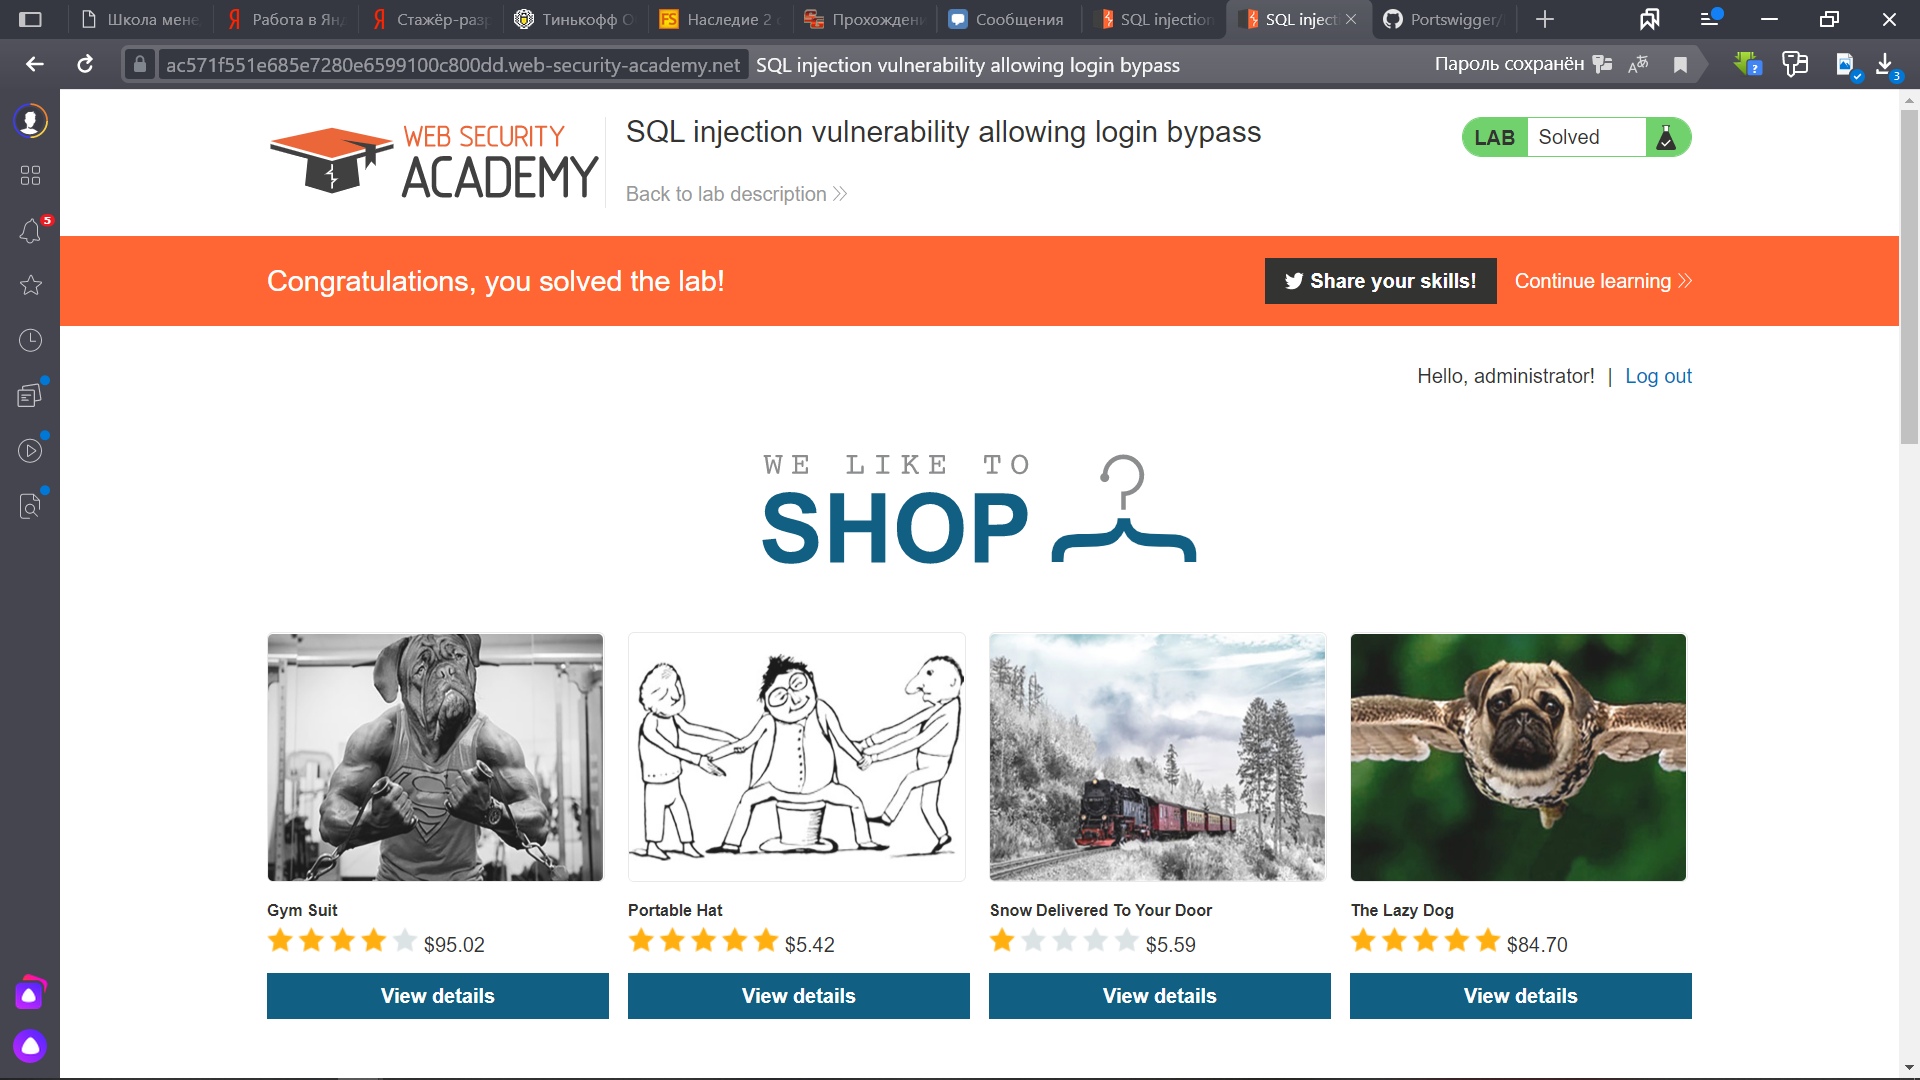 Школа мене
Работа в Ян
Стажёр-раз
Тинькофф О
Наследие 2 с
Прохождени
Сообщения
SQL injection
SQL inject
Portswigger/
ac571f551e685e7280e6599100c800dd.web-security-academy.net
SQL injection vulnerability allowing login bypass
Пароль сохранён
3
5
WEB SECURITY
ACADEMY
SQL injection vulnerability allowing login bypass
Back to lab description
LAB
Solved
Congratulations, you solved the lab!
Share your skills!
Continue learning
Hello, administrator! | Log out
WE LIKE TO
SHOP
Gym Suit
$95.02
View details
Portable Hat
$5.42
View details
Snow Delivered To Your Door
$5.59
View details
The Lazy Dog
$84.70
View details